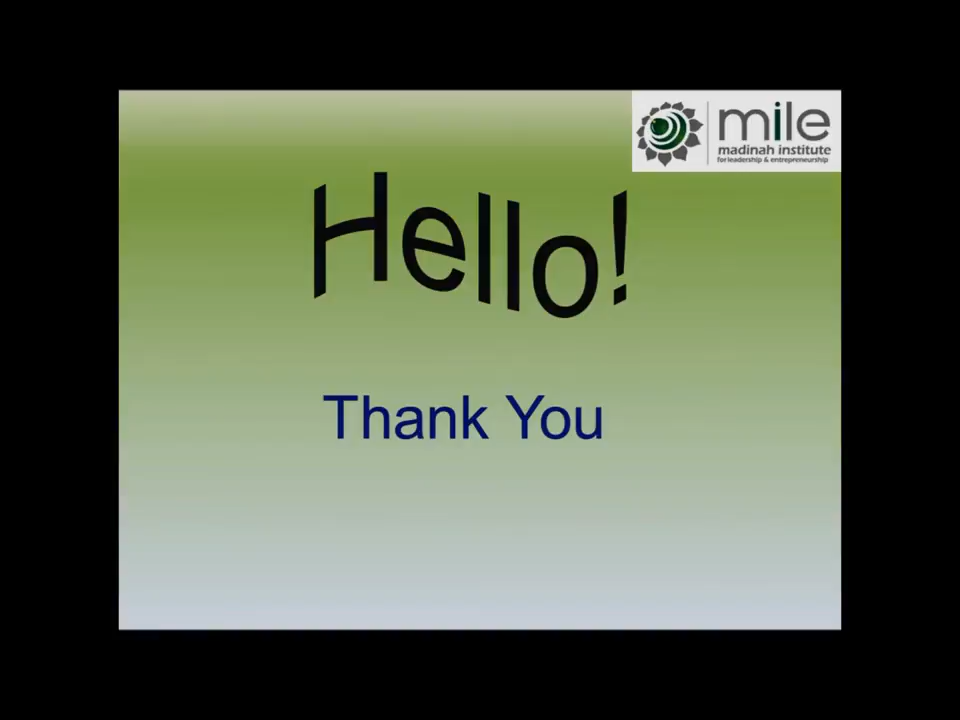 mile
madinah institute
for leadership & entrepreneurship
Hello!
Thank You